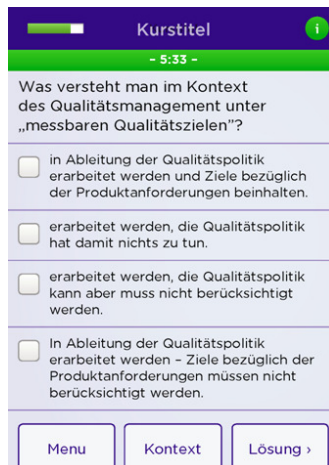 Kurstitel
i
– 5:33 –
Was versteht man im Kontext
des Qualitätsmanagement unter
„messbaren Qualitätszielen”?
in Ableitung der Qualitätspolitik
erarbeitet werden und Ziele bezüglich
der Produktanforderungen beinhalten.
erarbeitet werden, die Qualitätspolitik
hat damit nichts zu tun.
erarbeitet werden, die Qualitätspolitik
kann aber muss nicht berücksichtigt
werden.
In Ableitung der Qualitätspolitik
erarbeitet werden – Ziele bezüglich der
Produktanforderungen müssen nicht
berücksichtigt werden.
Menu
Kontext
Lösung ›